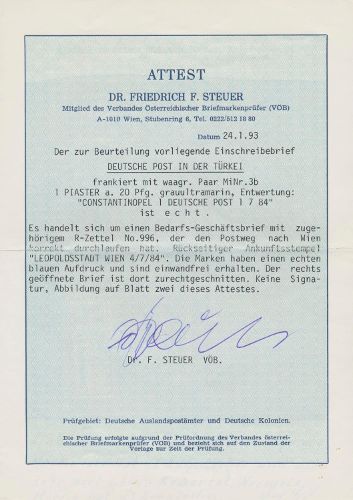 ATTEST
DR. FRIEDRICH F. STEUER
Mitglied des Verbandes Österreichischer Briefmarkenprüfer (VÖB)
A-1010 Wien, Stubenring 6, Tel. 0222/512 18 80
Datum 24.1.93
Der zur Beurteilung vorliegende Einschreibebrief
DEUTSCHE POST IN DER TÜRKEI
frankiert mit waagr. Paar MiNr.3b
1 PIASTER a. 20 Pfg. grauultramarin, Entwertung:
"CONSTANTINOPEL 1 DEUTSCHE POST 1 7 84"
ist echt.
Es handelt sich um einen Bedarfs-Geschäftsbrief mit zuge-
hörigem R-Zettel No.996, der den Postweg nach Wien
korrekt durchlaufen hat. Rückseitiger Ankunftsstempel
"LEOPOLDSSTADT WIEN 4/7/84". Die Marken haben einen echten
blauen Aufdruck und sind einwandfrei erhalten. Der rechts
geöffnete Brief ist dort zurechtgeschnitten. Keine Signa-
tur, Abbildung auf Blatt zwei dieses Attestes.
Dr. F. STEUER VÖB.
Prüfgebiet: Deutsche Auslandspostämter und Deutsche Kolonien.
Die Prüfung erfolgte aufgrund der Prüfordnung des Verbandes österrei-
chischer Briefmarkenprüfer (VÖB) und bezieht sich auf den Zustand der
Vorlage zur Zeit der Prüfung.